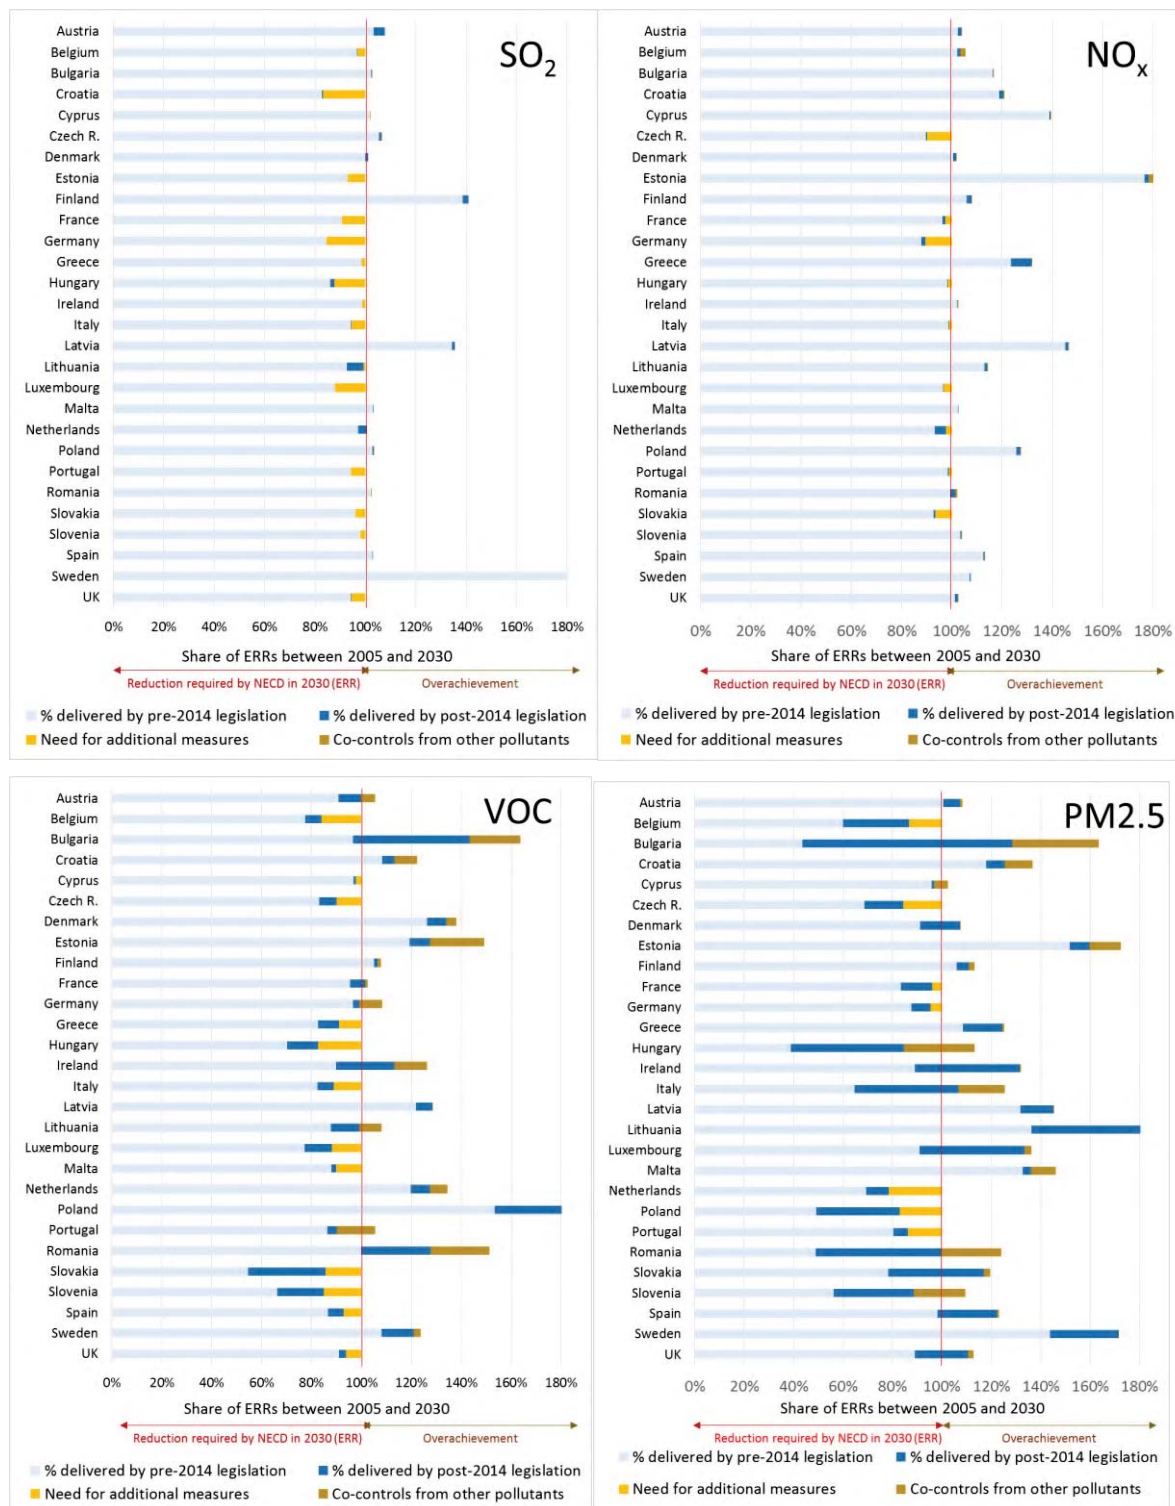 SO2
Austria
Belgium
Bulgaria
Croatia
Cyprus
Czech R.
Denmark
Estonia
Finland
France
Germany
Greece
Hungary
Ireland
Italy
Latvia
Lithuania
Luxembourg
Malta
Netherlands
Poland
Portugal
Romania
Slovakia
Slovenia
Spain
Sweden
UK
0% 20% 40% 60% 80% 100% 120% 140% 160% 180%
Share of ERRs between 2005 and 2030
Reduction required by NECD in 2030 (ERR) Overachievement
% delivered by pre-2014 legislation % delivered by post-2014 legislation
Need for additional measures Co-controls from other pollutants
NOx
Austria
Belgium
Bulgaria
Croatia
Cyprus
Czech R.
Denmark
Estonia
Finland
France
Germany
Greece
Hungary
Ireland
Italy
Latvia
Lithuania
Luxembourg
Malta
Netherlands
Poland
Portugal
Romania
Slovakia
Slovenia
Spain
Sweden
UK
0% 20% 40% 60% 80% 100% 120% 140% 160% 180%
Share of ERRs between 2005 and 2030
Reduction required by NECD in 2030 (ERR) Overachievement
% delivered by pre-2014 legislation % delivered by post-2014 legislation
Need for additional measures Co-controls from other pollutants
VOC
Austria
Belgium
Bulgaria
Croatia
Cyprus
Czech R.
Denmark
Estonia
Finland
France
Germany
Greece
Hungary
Ireland
Italy
Latvia
Lithuania
Luxembourg
Malta
Netherlands
Poland
Portugal
Romania
Slovakia
Slovenia
Spain
Sweden
UK
0% 20% 40% 60% 80% 100% 120% 140% 160% 180%
Share of ERRs between 2005 and 2030
Reduction required by NECD in 2030 (ERR) Overachievement
% delivered by pre-2014 legislation % delivered by post-2014 legislation
Need for additional measures Co-controls from other pollutants
PM2.5
Austria
Belgium
Bulgaria
Croatia
Cyprus
Czech R.
Denmark
Estonia
Finland
France
Germany
Greece
Hungary
Ireland
Italy
Latvia
Lithuania
Luxembourg
Malta
Netherlands
Poland
Portugal
Romania
Slovakia
Slovenia
Spain
Sweden
UK
0% 20% 40% 60% 80% 100% 120% 140% 160% 180%
Share of ERRs between 2005 and 2030
Reduction required by NECD in 2030 (ERR) Overachievement
% delivered by pre-2014 legislation % delivered by post-2014 legislation
Need for additional measures Co-controls from other pollutants